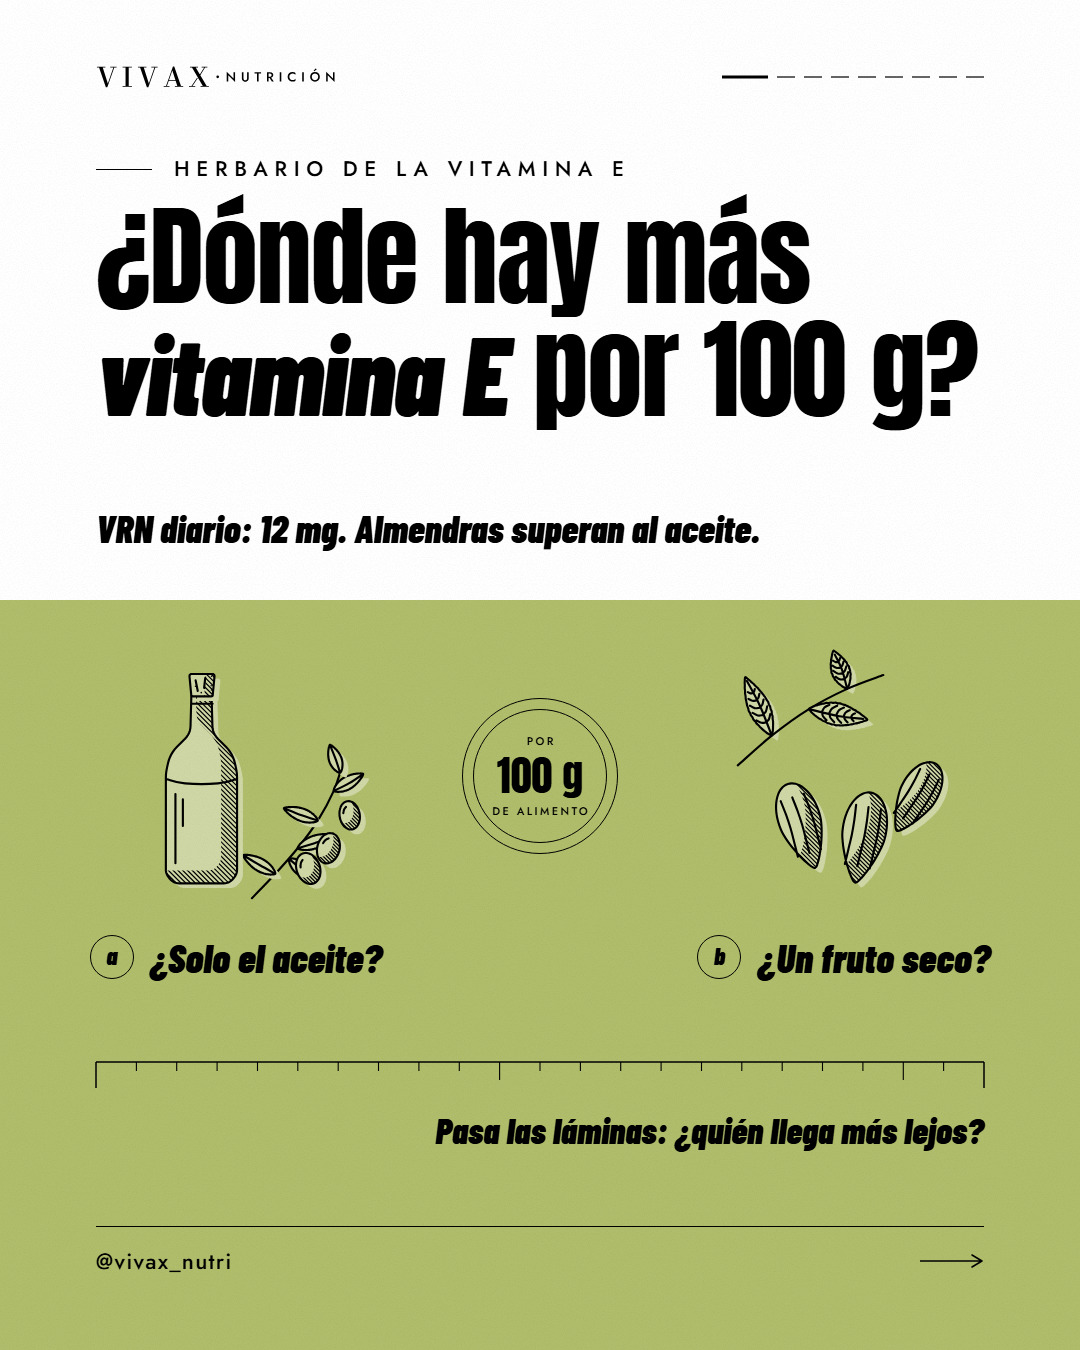 VIVAX·NUTRICIÓN
HERBARIO DE LA VITAMINA E
¿Dónde hay más
vitamina E por 100 g?
VRN diario: 12 mg. Almendras superan al aceite.
POR
100 g
DE ALIMENTO
a ¿Solo el aceite?
b ¿Un fruto seco?
Pasa las láminas: ¿quién llega más lejos?
@vivax_nutri